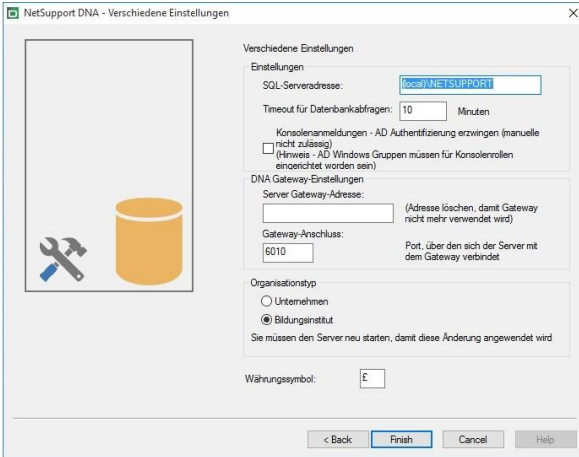 NetSupport DNA - Verschiedene Einstellungen
Verschiedene Einstellungen
Einstellungen
SQL-Serveradresse:
(local)\NETSUPPORT
Timeout für Datenbankabfragen:
10
Minuten
Konsolenanmeldungen - AD Authentifizierung erzwingen (manuelle
nicht zulässig)
(Hinweis - AD Windows Gruppen müssen für Konsolenrollen
eingerichtet worden sein)
DNA Gateway-Einstellungen
Server Gateway-Adresse:
(Adresse löschen, damit Gateway
nicht mehr verwendet wird)
Gateway-Anschluss:
6010
Port, über den sich der Server mit
dem Gateway verbindet
Organisationstyp
Unternehmen
Bildungsinstitut
Sie müssen den Server neu starten, damit diese Änderung angewendet wird
Währungssymbol:
£
< Back
Finish
Cancel
Help